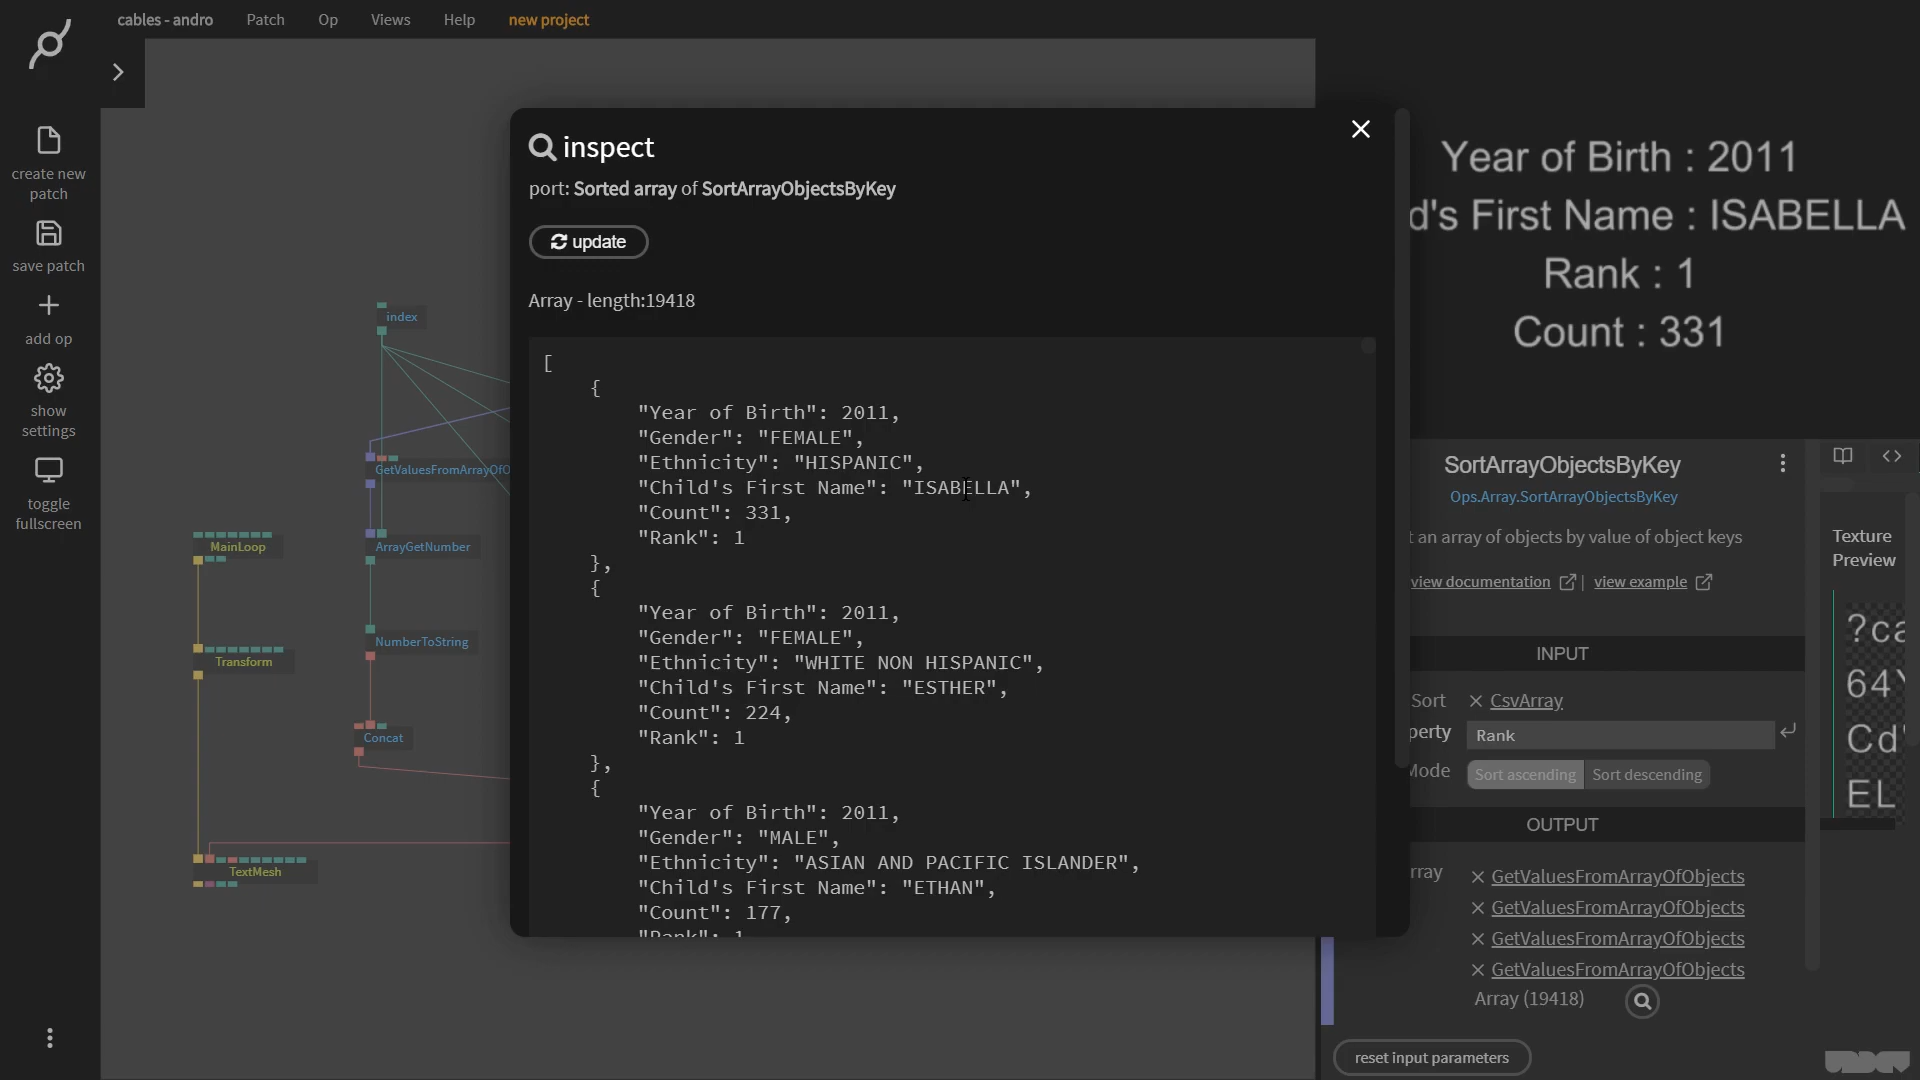 cables - andro Patch Op Views Help new project
create new
patch
save patch
add op
show
settings
toggle
fullscreen
index
GetValuesFromArrayOfO
MainLoop
ArrayGetNumber
NumberToString
Transform
Concat
TextMesh
inspect
port: Sorted array of SortArrayObjectsByKey
update
Array - length:19418
[
{
"Year of Birth": 2011,
"Gender": "FEMALE",
"Ethnicity": "HISPANIC",
"Child's First Name": "ISABELLA",
"Count": 331,
"Rank": 1
},
{
"Year of Birth": 2011,
"Gender": "FEMALE",
"Ethnicity": "WHITE NON HISPANIC",
"Child's First Name": "ESTHER",
"Count": 224,
"Rank": 1
},
{
"Year of Birth": 2011,
"Gender": "MALE",
"Ethnicity": "ASIAN AND PACIFIC ISLANDER",
"Child's First Name": "ETHAN",
"Count": 177,
"Rank": 1
Year of Birth : 2011
d's First Name : ISABELLA
Rank : 1
Count : 331
SortArrayObjectsByKey
Ops.Array.SortArrayObjectsByKey
t an array of objects by value of object keys
view documentation | view example
INPUT
Sort × CsvArray
perty Rank
Mode Sort ascending Sort descending
OUTPUT
rray × GetValuesFromArrayOfObjects
× GetValuesFromArrayOfObjects
× GetValuesFromArrayOfObjects
× GetValuesFromArrayOfObjects
Array (19418)
reset input parameters
Texture
Preview
?ca
64Y
Cd'
EL